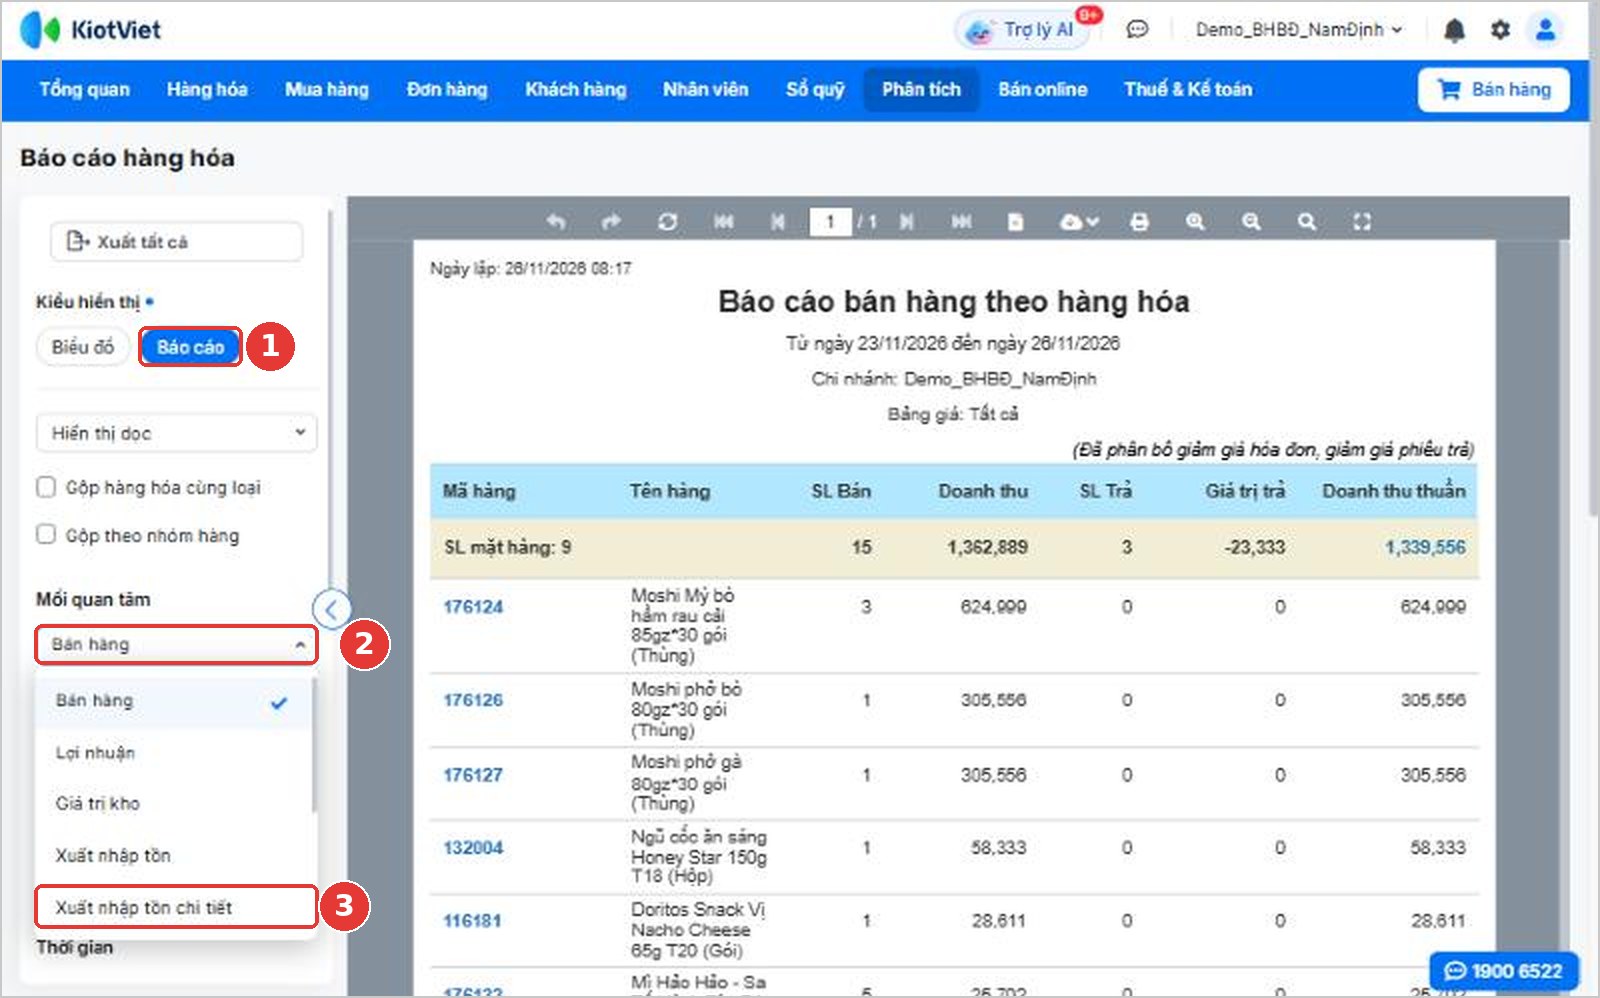 KiotViet
Trợ lý AI
9+
Demo_BHBĐ_NamĐịnh
Tổng quan
Hàng hóa
Mua hàng
Đơn hàng
Khách hàng
Nhân viên
Sổ quỹ
Phân tích
Bán online
Thuế & Kế toán
Bán hàng
Báo cáo hàng hóa
Xuất tất cả
Kiểu hiển thị
Biểu đồ
Báo cáo
1
Hiển thị dọc
Gộp hàng hóa cùng loại
Gộp theo nhóm hàng
Mối quan tâm
Bán hàng
2
Bán hàng
Lợi nhuận
Giá trị kho
Xuất nhập tồn
Xuất nhập tồn chi tiết
3
Thời gian
1 / 1
Ngày lập: 26/11/2026 08:17
Báo cáo bán hàng theo hàng hóa
Từ ngày 23/11/2026 đến ngày 26/11/2026
Chi nhánh: Demo_BHBĐ_NamĐịnh
Bảng giá: Tất cả
(Đã phân bổ giảm giá hóa đơn, giảm giá phiếu trả)
Mã hàng Tên hàng SL Bán Doanh thu SL Trả Giá trị trả Doanh thu thuần
SL mặt hàng: 9 15 1,362,889 3 -23,333 1,339,556
176124 Moshi Mỳ bò 3 624,999 0 0 624,999
hầm rau cải
85gz*30 gói
(Thùng)
176126 Moshi phở bò 1 305,556 0 0 305,556
80gz*30 gói
(Thùng)
176127 Moshi phở gà 1 305,556 0 0 305,556
80gz*30 gói
(Thùng)
132004 Ngũ cốc ăn sáng 1 58,333 0 0 58,333
Honey Star 150g
T18 (Hộp)
116181 Doritos Snack Vị 1 28,611 0 0 28,611
Nacho Cheese
65g T20 (Gói)
Mì Hảo Hảo - Sa 5 25,702 0 0
1900 6522